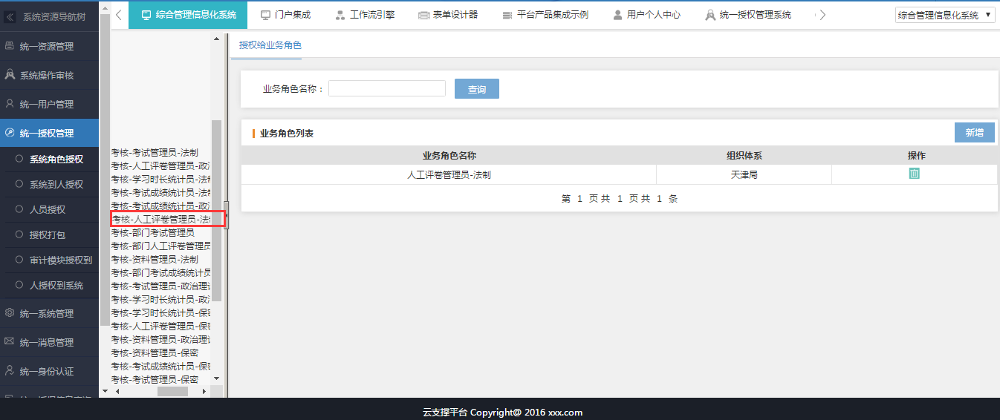 系统资源导航树
综合管理信息化系统
门户集成
工作流引擎
表单设计器
平台产品集成示例
用户个人中心
统一授权管理系统
综合管理信息化系统
统一资源管理
系统操作审核
统一用户管理
统一授权管理
系统角色授权
系统到人授权
人员授权
授权打包
审计模块授权到
人授权到系统
统一系统管理
统一消息管理
统一身份认证
考核-考试管理员-法制
考核-人工评卷管理员-政
考核-学习时长统计员-法
考核-考试成绩统计员-法
考核-考试成绩统计员-政
考核-人工评卷管理员-法
考核-部门考试管理员
考核-部门人工评卷管理员
考核-资料管理员-法制
考核-部门考试成绩统计员
考核-考试管理员-政治理
考核-学习时长统计员-政
考核-学习时长统计员-保
考核-人工评卷管理员-保
考核-资料管理员-政治理
考核-资料管理员-保密
考核-考试成绩统计员-保
考核-考试管理员-保密
授权给业务角色
业务角色名称：
查询
业务角色列表
新增
业务角色名称 组织体系 操作
人工评卷管理员-法制 天津局
第 1 页 共 1 页 共 1 条
云支撑平台 Copyright@ 2016 xxx.com